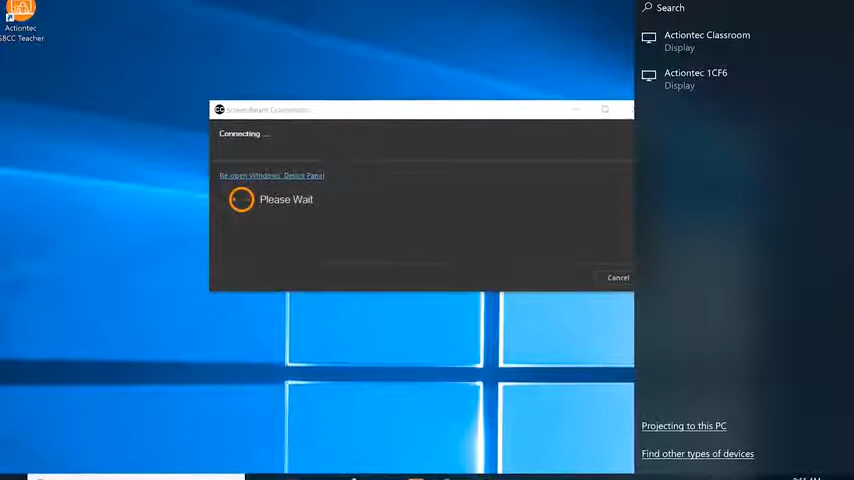 Actiontec
SBCC Teacher
CC
Connecting ...
Re-open Windows' Device Panel
Please Wait
Cancel
Search
Actiontec Classroom
Display
Actiontec 1CF6
Display
Projecting to this PC
Find other types of devices